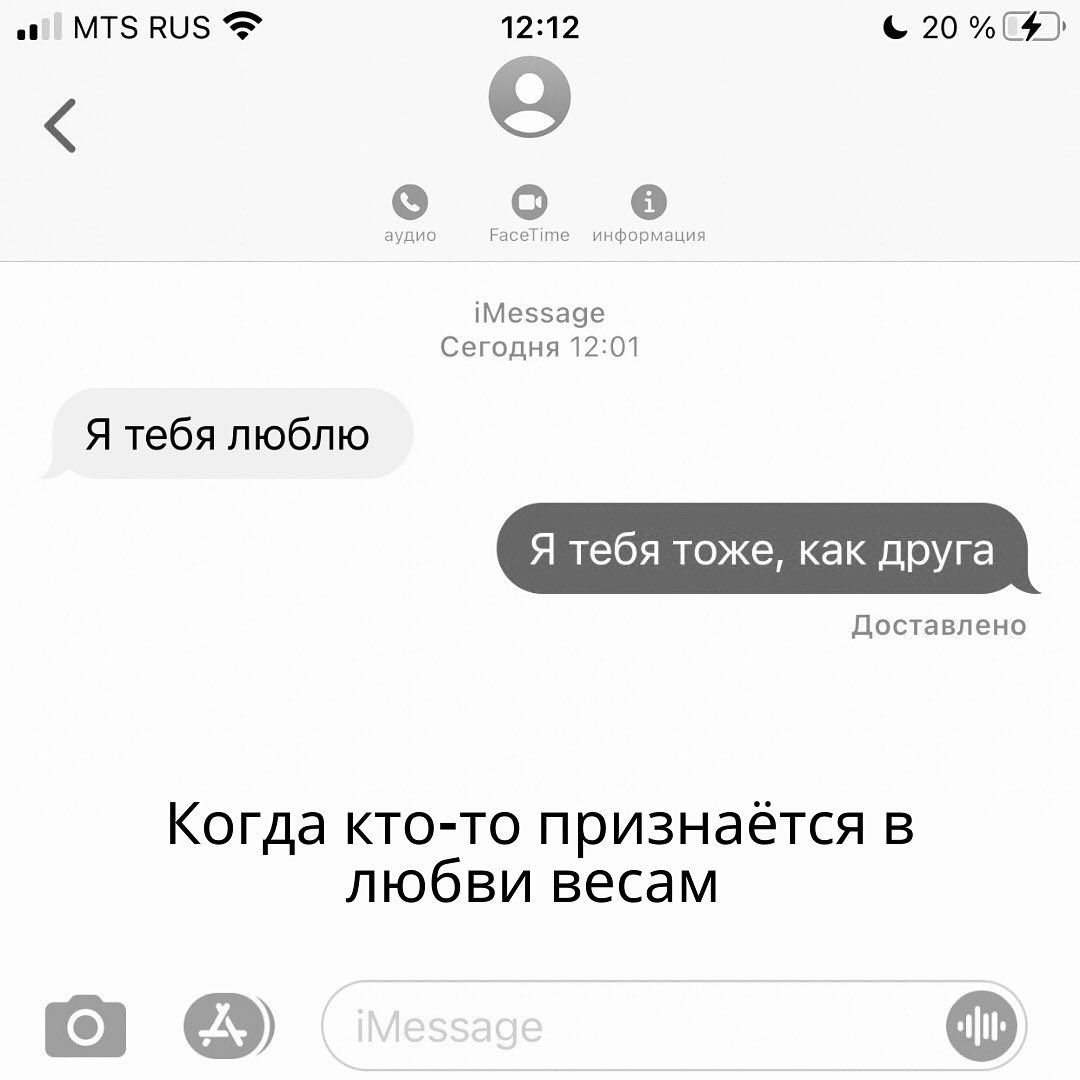 MTS RUS 12:12 20 %
аудио FaceTime информация
iMessage
Сегодня 12:01
Я тебя люблю
Я тебя тоже, как друга
Доставлено
Когда кто-то признаётся в
любви весам
iMessage